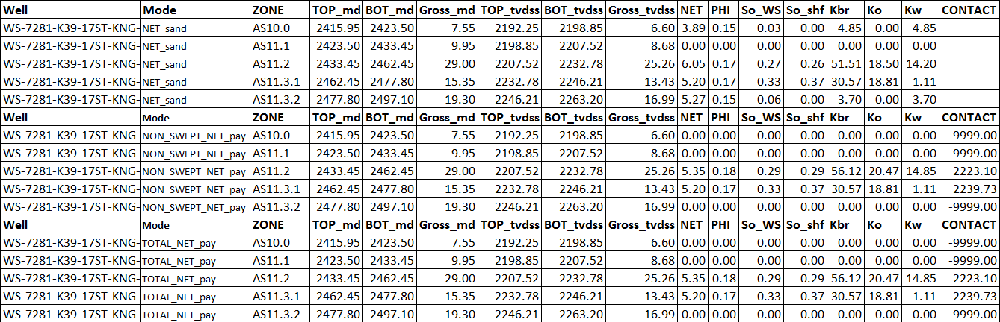 Well Mode ZONE TOP_md BOT_md Gross_md TOP_tvdss BOT_tvdss Gross_tvdss NET PHI So_WS So_shf Kbr Ko Kw CONTACT
WS-7281-K39-17ST-KNG- NET_sand AS10.0 2415.95 2423.50 7.55 2192.25 2198.85 6.60 3.89 0.15 0.03 0.00 4.85 0.00 4.85
WS-7281-K39-17ST-KNG- NET_sand AS11.1 2423.50 2433.45 9.95 2198.85 2207.52 8.68 0.00 0.00 0.00 0.00 0.00 0.00 0.00
WS-7281-K39-17ST-KNG- NET_sand AS11.2 2433.45 2462.45 29.00 2207.52 2232.78 25.26 6.05 0.17 0.27 0.26 51.51 18.50 14.20
WS-7281-K39-17ST-KNG- NET_sand AS11.3.1 2462.45 2477.80 15.35 2232.78 2246.21 13.43 5.20 0.17 0.33 0.37 30.57 18.81 1.11
WS-7281-K39-17ST-KNG- NET_sand AS11.3.2 2477.80 2497.10 19.30 2246.21 2263.20 16.99 5.27 0.15 0.06 0.00 3.70 0.00 3.70
Well Mode ZONE TOP_md BOT_md Gross_md TOP_tvdss BOT_tvdss Gross_tvdss NET PHI So_WS So_shf Kbr Ko Kw CONTACT
WS-7281-K39-17ST-KNG- NON_SWEPT_NET_pay AS10.0 2415.95 2423.50 7.55 2192.25 2198.85 6.60 0.00 0.00 0.00 0.00 0.00 0.00 0.00 -9999.00
WS-7281-K39-17ST-KNG- NON_SWEPT_NET_pay AS11.1 2423.50 2433.45 9.95 2198.85 2207.52 8.68 0.00 0.00 0.00 0.00 0.00 0.00 0.00 -9999.00
WS-7281-K39-17ST-KNG- NON_SWEPT_NET_pay AS11.2 2433.45 2462.45 29.00 2207.52 2232.78 25.26 5.35 0.18 0.29 0.29 56.12 20.47 14.85 2223.10
WS-7281-K39-17ST-KNG- NON_SWEPT_NET_pay AS11.3.1 2462.45 2477.80 15.35 2232.78 2246.21 13.43 5.20 0.17 0.33 0.37 30.57 18.81 1.11 2239.73
WS-7281-K39-17ST-KNG- NON_SWEPT_NET_pay AS11.3.2 2477.80 2497.10 19.30 2246.21 2263.20 16.99 0.00 0.00 0.00 0.00 0.00 0.00 0.00 -9999.00
Well Mode ZONE TOP_md BOT_md Gross_md TOP_tvdss BOT_tvdss Gross_tvdss NET PHI So_WS So_shf Kbr Ko Kw CONTACT
WS-7281-K39-17ST-KNG- TOTAL_NET_pay AS10.0 2415.95 2423.50 7.55 2192.25 2198.85 6.60 0.00 0.00 0.00 0.00 0.00 0.00 0.00 -9999.00
WS-7281-K39-17ST-KNG- TOTAL_NET_pay AS11.1 2423.50 2433.45 9.95 2198.85 2207.52 8.68 0.00 0.00 0.00 0.00 0.00 0.00 0.00 -9999.00
WS-7281-K39-17ST-KNG- TOTAL_NET_pay AS11.2 2433.45 2462.45 29.00 2207.52 2232.78 25.26 5.35 0.18 0.29 0.29 56.12 20.47 14.85 2223.10
WS-7281-K39-17ST-KNG- TOTAL_NET_pay AS11.3.1 2462.45 2477.80 15.35 2232.78 2246.21 13.43 5.20 0.17 0.33 0.37 30.57 18.81 1.11 2239.73
WS-7281-K39-17ST-KNG- TOTAL_NET_pay AS11.3.2 2477.80 2497.10 19.30 2246.21 2263.20 16.99 0.00 0.00 0.00 0.00 0.00 0.00 0.00 -9999.00